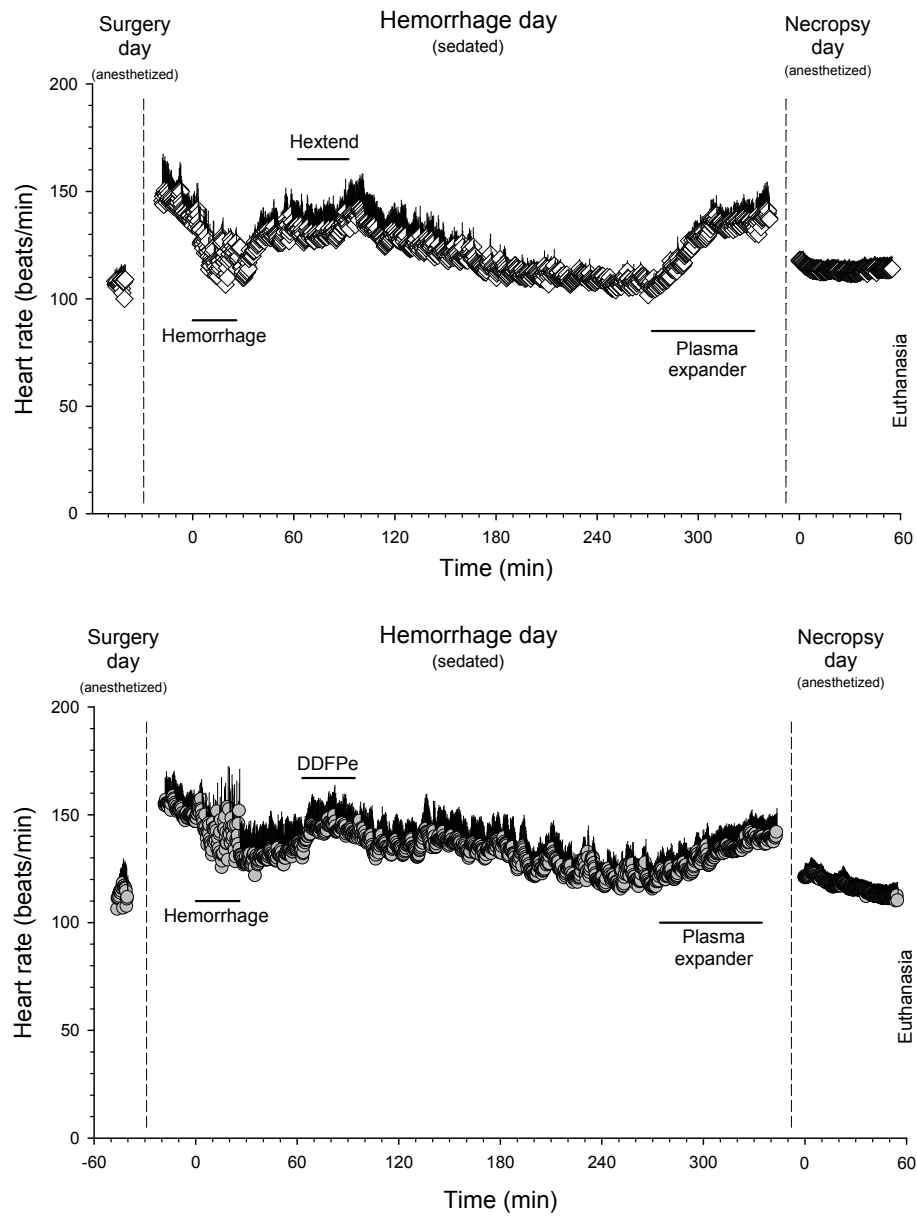 Surgery
day
(anesthetized)
Hemorrhage day
(sedated)
Necropsy
day
(anesthetized)
200
150
100
50
0
Heart rate (beats/min)
Hextend
Hemorrhage
Plasma
expander
Euthanasia
0
60
120
180
240
300
0
60
Time (min)
Surgery
day
(anesthetized)
Hemorrhage day
(sedated)
Necropsy
day
(anesthetized)
200
150
100
50
0
Heart rate (beats/min)
DDFPe
Hemorrhage
Plasma
expander
Euthanasia
-60
0
60
120
180
240
300
0
60
Time (min)